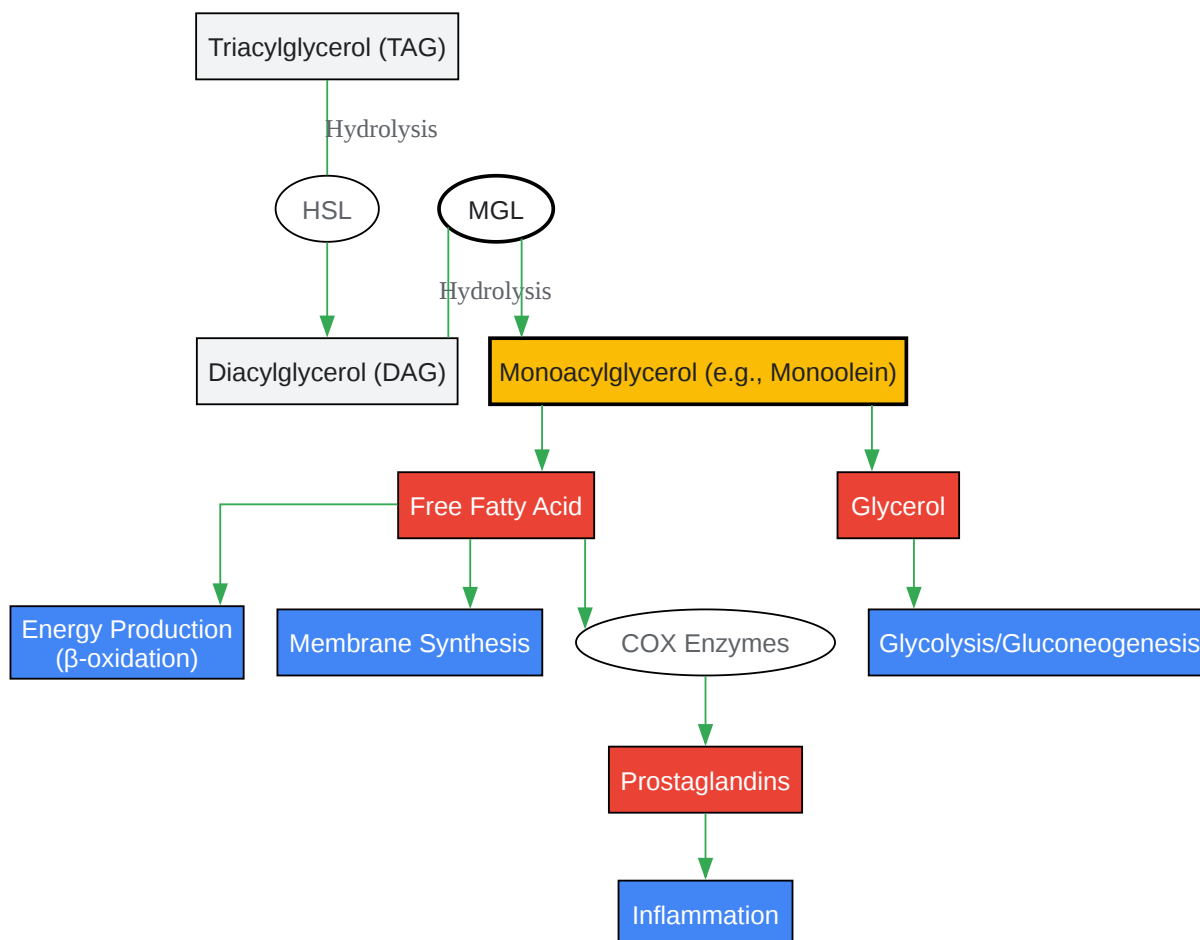 Triacylglycerol (TAG)
Hydrolysis
HSL
MGL
Hydrolysis
Diacylglycerol (DAG)
Monoacylglycerol (e.g., Monoolein)
Free Fatty Acid
Glycerol
Energy Production
(β-oxidation)
Membrane Synthesis
COX Enzymes
Glycolysis/Gluconeogenesis
Prostaglandins
Inflammation